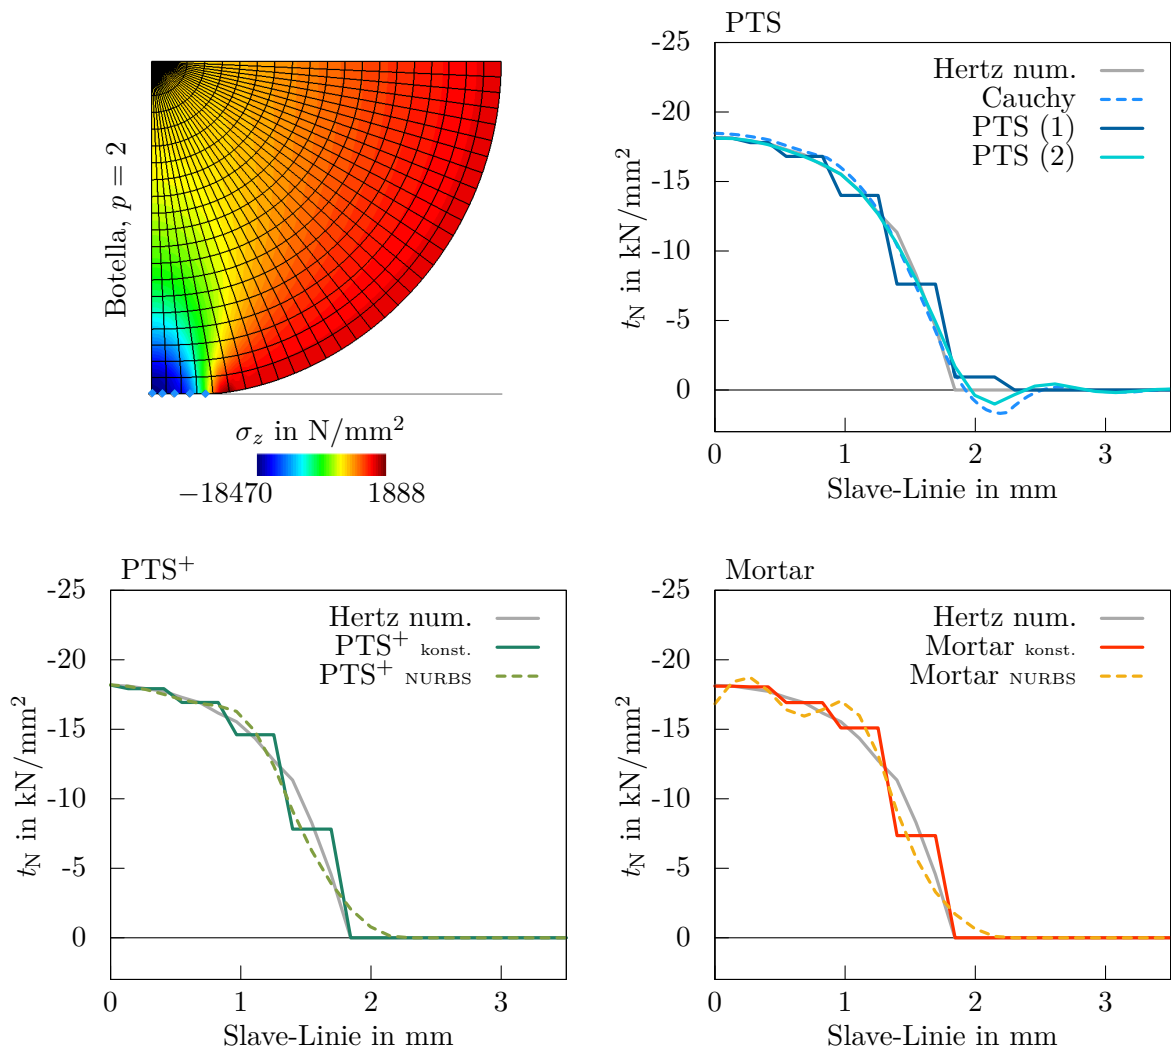 Botella, p = 2
σz in N/mm²
−18470 1888
PTS
-25
-20
-15
-10
-5
0
tN in kN/mm²
Hertz num.
Cauchy
PTS (1)
PTS (2)
0 1 2 3
Slave-Linie in mm
PTS⁺
-25
-20
-15
-10
-5
0
tN in kN/mm²
Hertz num.
PTS⁺ konst.
PTS⁺ NURBS
0 1 2 3
Slave-Linie in mm
Mortar
-25
-20
-15
-10
-5
0
tN in kN/mm²
Hertz num.
Mortar konst.
Mortar NURBS
0 1 2 3
Slave-Linie in mm